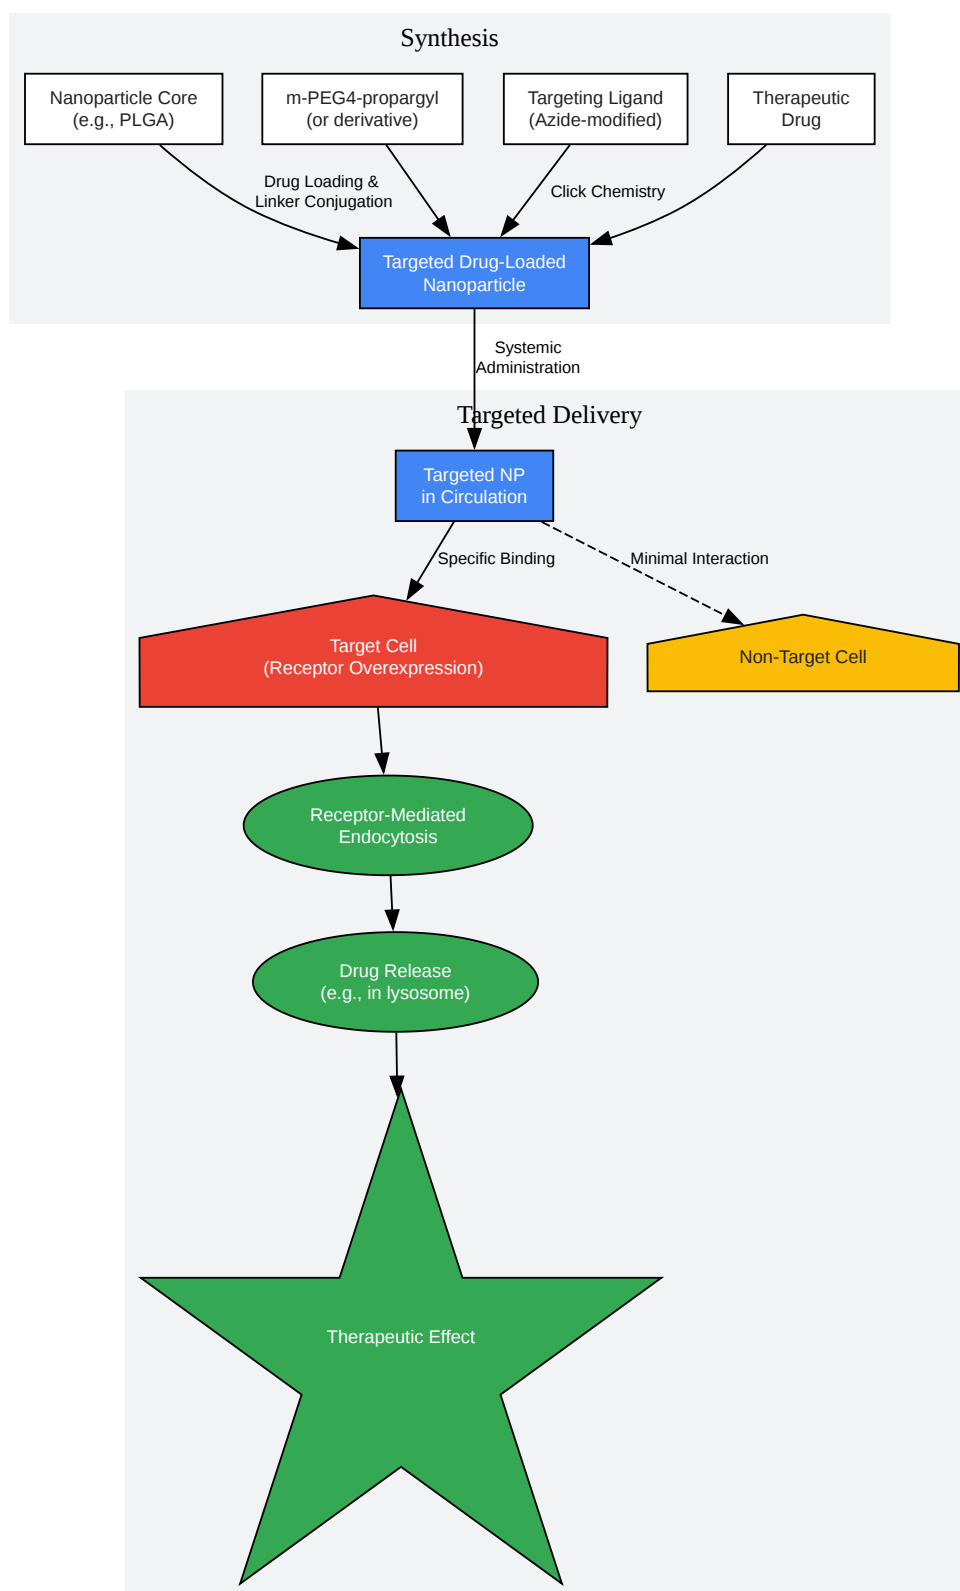 Synthesis
Nanoparticle Core
(e.g., PLGA)
m-PEG4-propargyl
(or derivative)
Targeting Ligand
(Azide-modified)
Therapeutic
Drug
Drug Loading &
Linker Conjugation
Click Chemistry
Targeted Drug-Loaded
Nanoparticle
Systemic
Administration
Targeted Delivery
Targeted NP
in Circulation
Specific Binding
Minimal Interaction
Target Cell
(Receptor Overexpression)
Non-Target Cell
Receptor-Mediated
Endocytosis
Drug Release
(e.g., in lysosome)
Therapeutic Effect